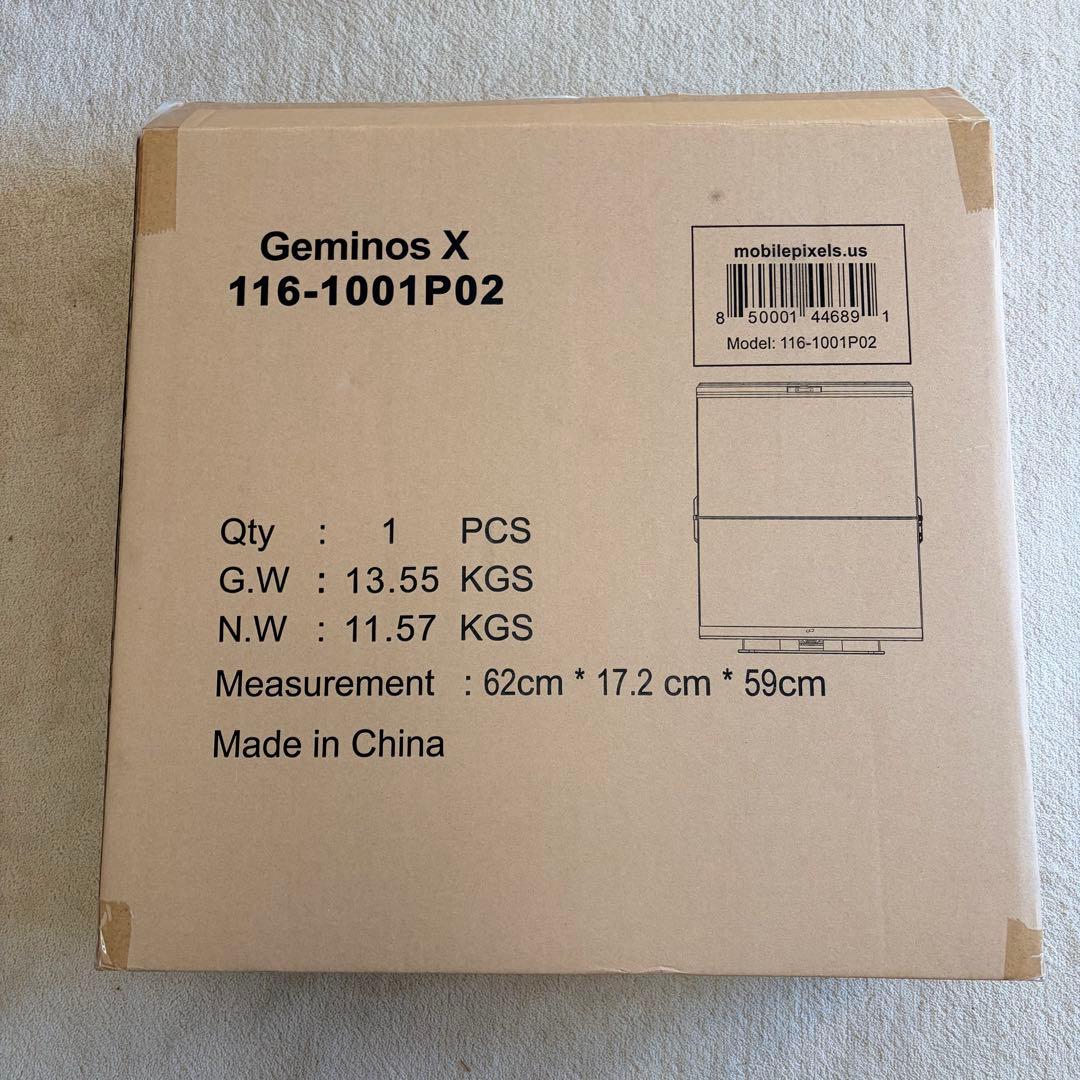 Geminos X
116-1001P02
mobilepixels.us
8 50001 44689 1
Model: 116-1001P02
Qty : 1 PCS
G.W : 13.55 KGS
N.W : 11.57 KGS
Measurement : 62cm * 17.2 cm * 59cm
Made in China